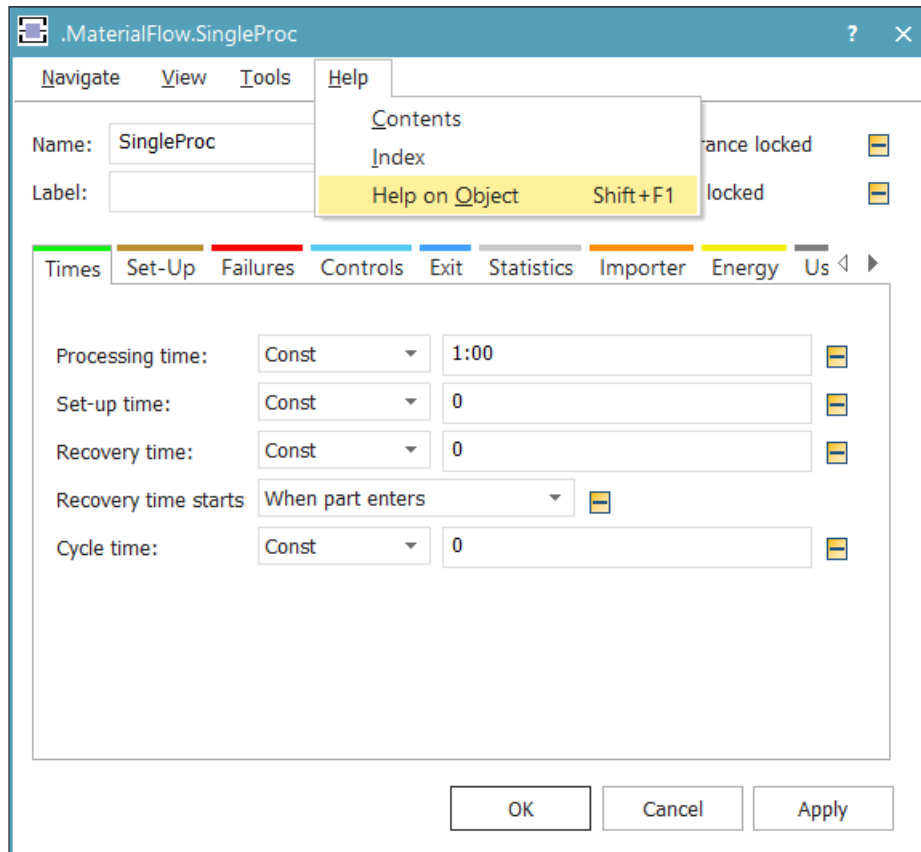 .MaterialFlow.SingleProc ?
Navigate View Tools Help
Contents
Index
Help on Object Shift+F1
Name: SingleProc locked
Label: locked
Times Set-Up Failures Controls Exit Statistics Importer Energy Us
Processing time: Const 1:00
Set-up time: Const 0
Recovery time: Const 0
Recovery time starts When part enters
Cycle time: Const 0
OK Cancel Apply